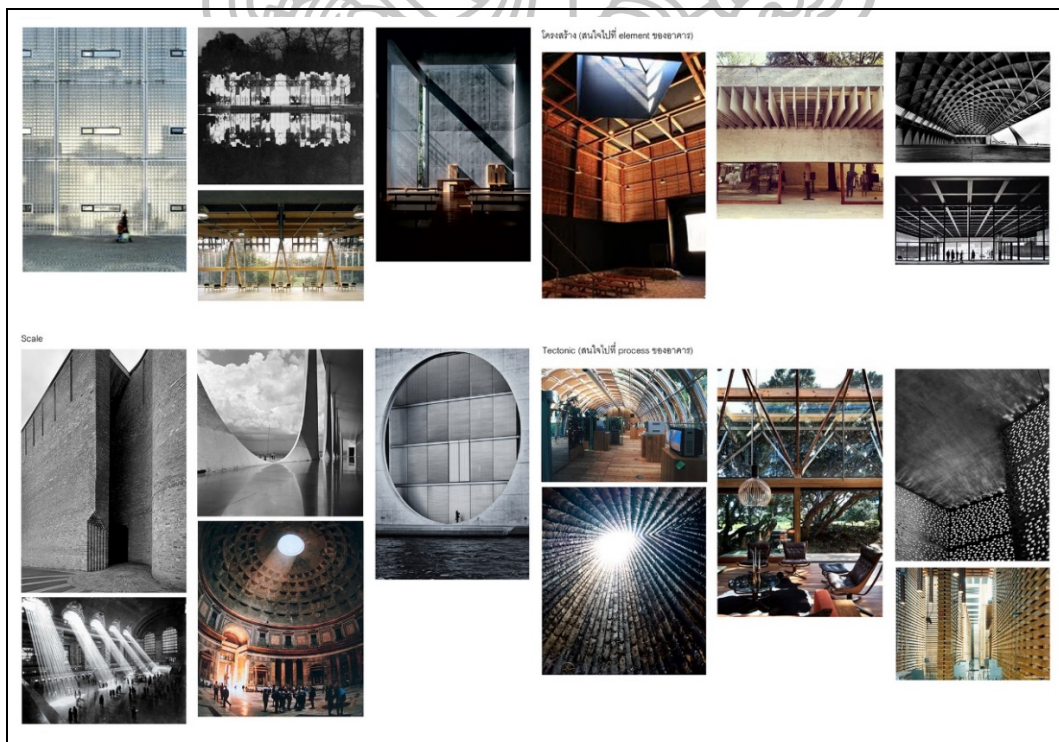 โครงสร้าง (สนใจไปที่ element ของอาคาร)
Scale
Tectonic (สนใจไปที่ process ของอาคาร)